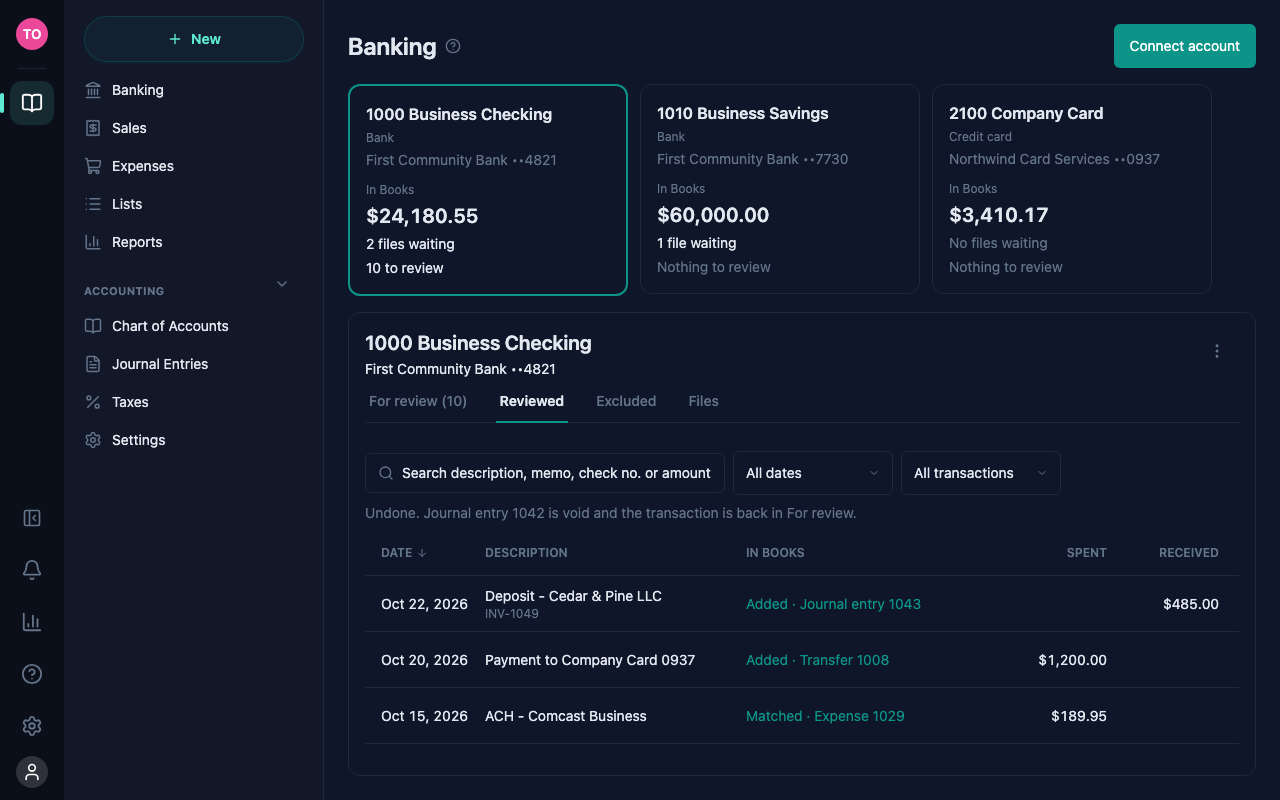 TO
New
Banking
Sales
Expenses
Lists
Reports
ACCOUNTING
Chart of Accounts
Journal Entries
Taxes
Settings
Banking
Connect account
1000 Business Checking
Bank
First Community Bank ••4821
In Books
$24,180.55
2 files waiting
10 to review
1010 Business Savings
Bank
First Community Bank ••7730
In Books
$60,000.00
1 file waiting
Nothing to review
2100 Company Card
Credit card
Northwind Card Services ••0937
In Books
$3,410.17
No files waiting
Nothing to review
1000 Business Checking
First Community Bank ••4821
For review (10) Reviewed Excluded Files
Search description, memo, check no. or amount All dates All transactions
Undone. Journal entry 1042 is void and the transaction is back in For review.
DATE ↓ DESCRIPTION IN BOOKS SPENT RECEIVED
Oct 22, 2026 Deposit - Cedar & Pine LLC Added · Journal entry 1043 $485.00
INV-1049
Oct 20, 2026 Payment to Company Card 0937 Added · Transfer 1008 $1,200.00
Oct 15, 2026 ACH - Comcast Business Matched · Expense 1029 $189.95